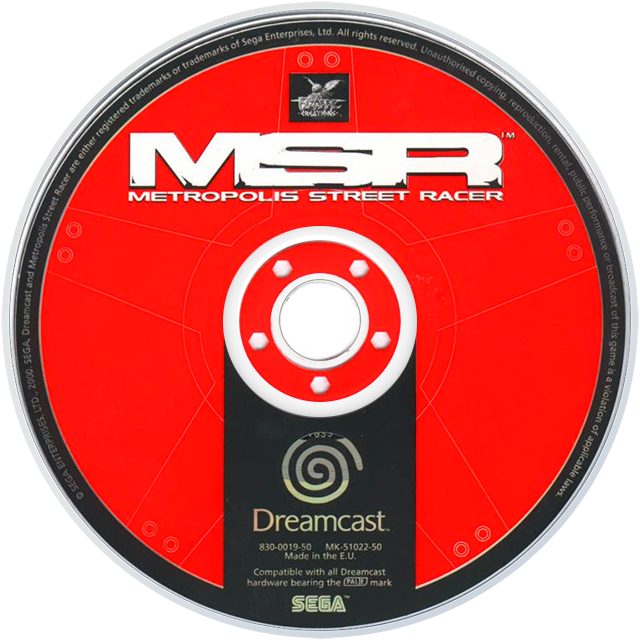 © SEGA ENTERPRISES, LTD., 2000. SEGA, Dreamcast and Metropolis Street Racer are either registered trademarks or trademarks of Sega Enterprises, Ltd. All rights reserved. Unauthorised copying, reproduction, rental, public performance or broadcast of this game is a violation of applicable laws.
BIZARRE
CREATIONS
MSR™
METROPOLIS STREET RACER
Dreamcast
830-0019-50 MK-51022-50
Made in the E.U.
Compatible with all Dreamcast
hardware bearing the PAL/E mark
SEGA™